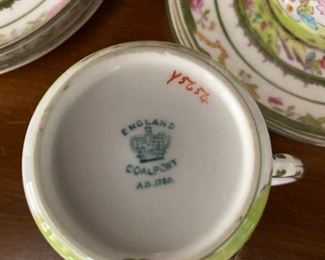 Y5654.
ENGLAND
COALPORT
A.D. 1750.